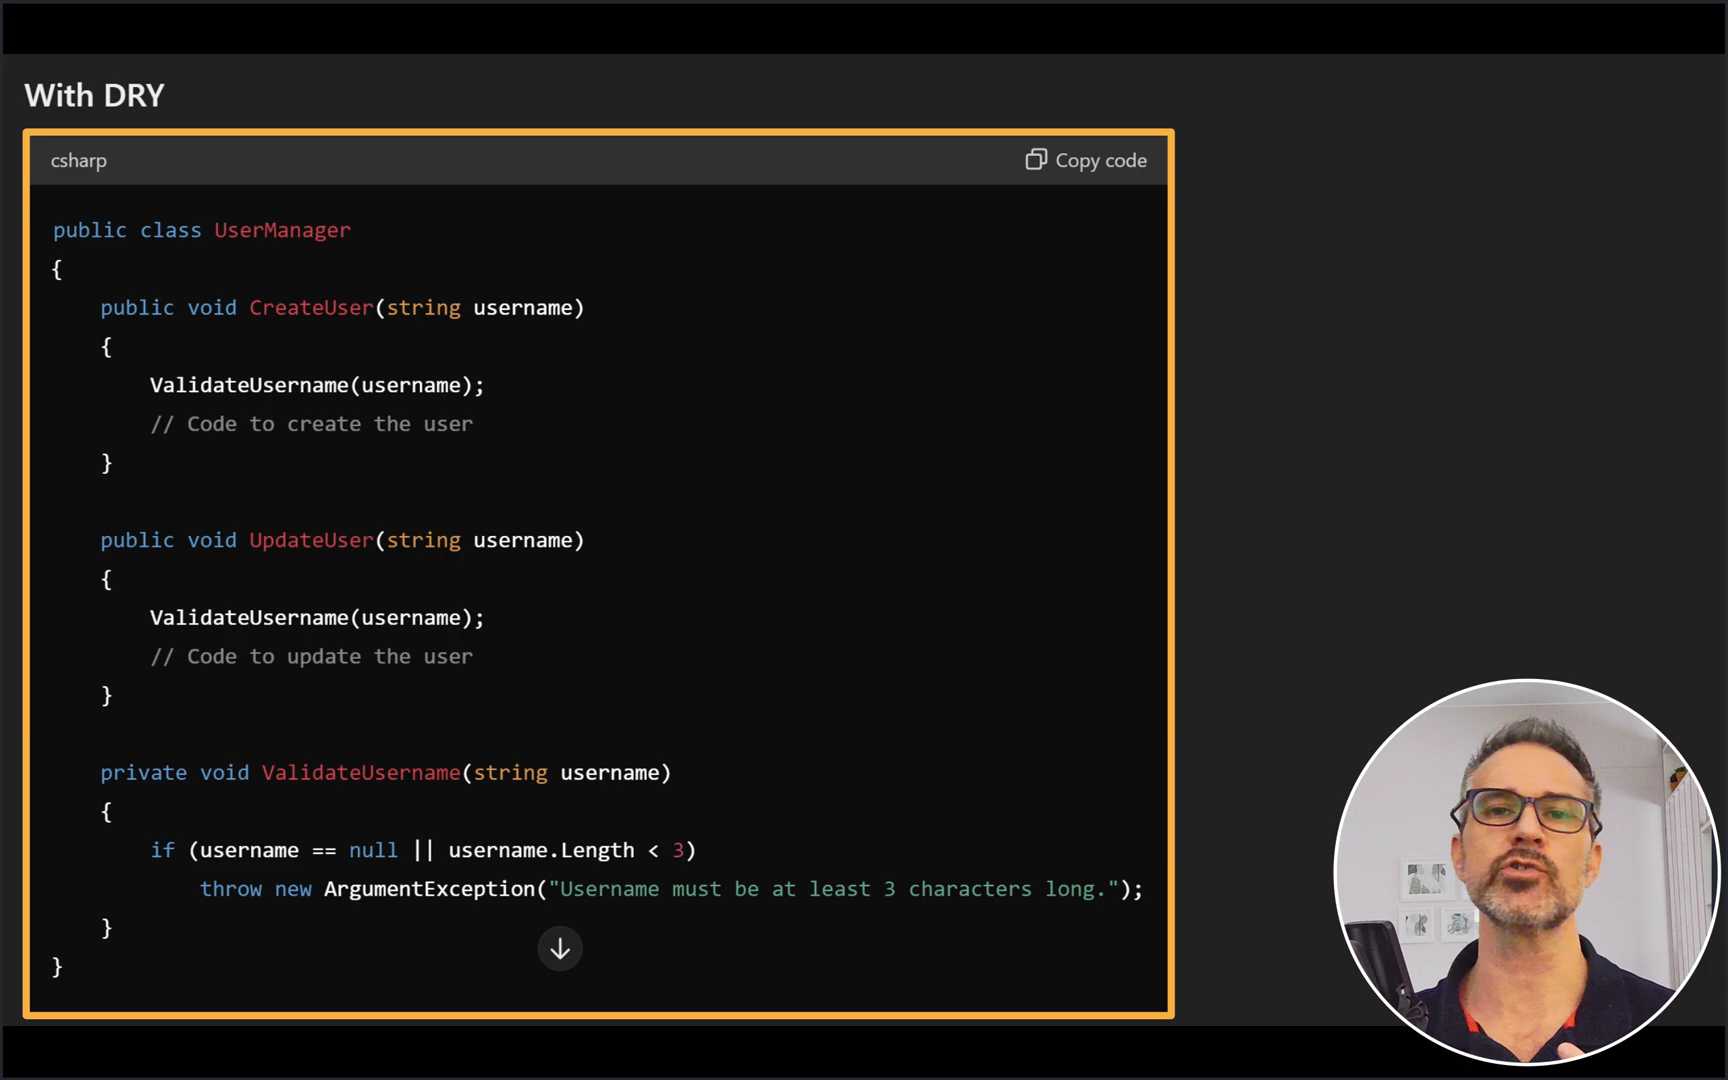 With DRY
csharp
Copy code
public class UserManager
{
    public void CreateUser(string username)
    {
        ValidateUsername(username);
        // Code to create the user
    }

    public void UpdateUser(string username)
    {
        ValidateUsername(username);
        // Code to update the user
    }

    private void ValidateUsername(string username)
    {
        if (username == null || username.Length < 3)
            throw new ArgumentException("Username must be at least 3 characters long.");
    }
}